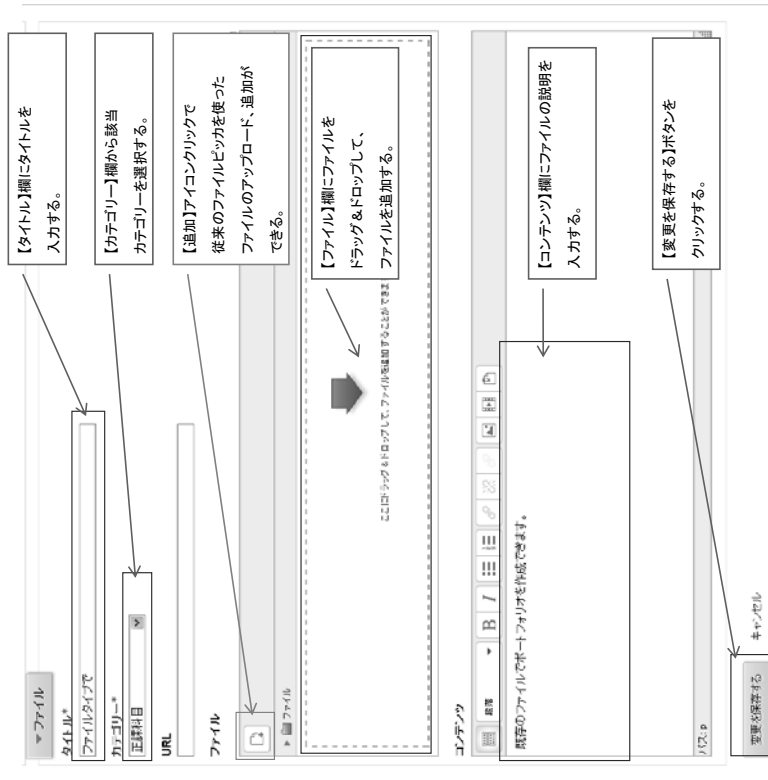 【タイトル】欄にタイトルを
入力する。
【カテゴリー】欄から該当
カテゴリーを選択する。
【追加】アイコンクリックで
従来のファイルピッカを使った
ファイルのアップロード、追加が
できる。
【ファイル】欄にファイルを
ドラッグ&ドロップして、
ファイルを追加する。
【コンテンツ】欄にファイルの説明を
入力する。
【変更を保存する】ボタンを
クリックする。
ファイル
タイトル*
ファイルタイプで
カテゴリー*
正課科目
URL
ファイル
ファイル
ここにドラッグ&ドロップして、ファイルを追加することができま
コンテンツ
段落 B I
既存のファイルでポートフォリオを作成できます。
パス: p
変更を保存する キャンセル